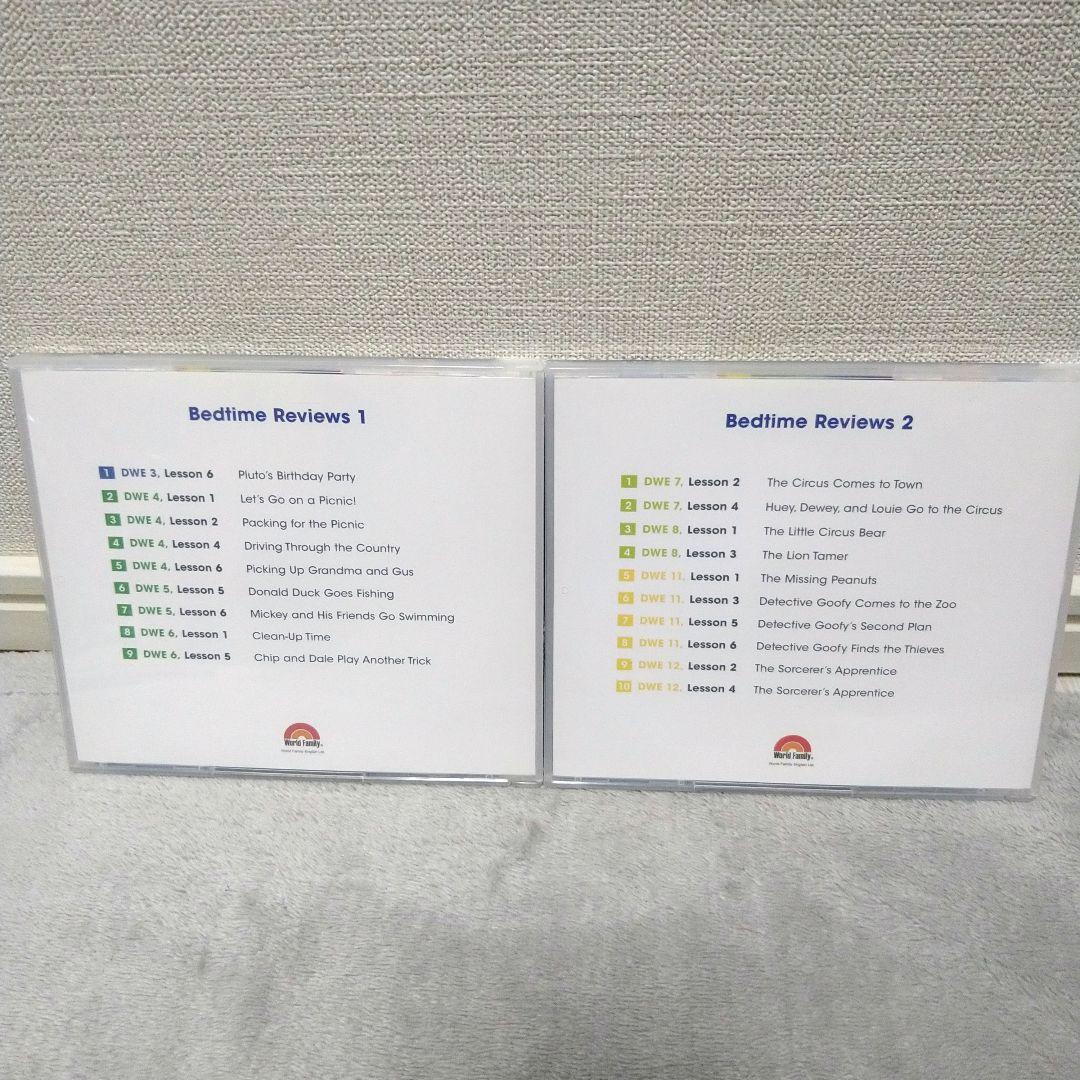 Bedtime Reviews 1
1 DWE 3, Lesson 6 Pluto's Birthday Party
2 DWE 4, Lesson 1 Let's Go on a Picnic!
3 DWE 4, Lesson 2 Packing for the Picnic
4 DWE 4, Lesson 4 Driving Through the Country
5 DWE 4, Lesson 6 Picking Up Grandma and Gus
6 DWE 5, Lesson 5 Donald Duck Goes Fishing
7 DWE 5, Lesson 6 Mickey and His Friends Go Swimming
8 DWE 6, Lesson 1 Clean-Up Time
9 DWE 6, Lesson 5 Chip and Dale Play Another Trick
World Family®
World Family English Ltd.
Bedtime Reviews 2
1 DWE 7, Lesson 2 The Circus Comes to Town
2 DWE 7, Lesson 4 Huey, Dewey, and Louie Go to the Circus
3 DWE 8, Lesson 1 The Little Circus Bear
4 DWE 8, Lesson 3 The Lion Tamer
5 DWE 11, Lesson 1 The Missing Peanuts
6 DWE 11, Lesson 3 Detective Goofy Comes to the Zoo
7 DWE 11, Lesson 5 Detective Goofy's Second Plan
8 DWE 11, Lesson 6 Detective Goofy Finds the Thieves
9 DWE 12, Lesson 2 The Sorcerer's Apprentice
10 DWE 12, Lesson 4 The Sorcerer's Apprentice
World Family®
World Family English Ltd.